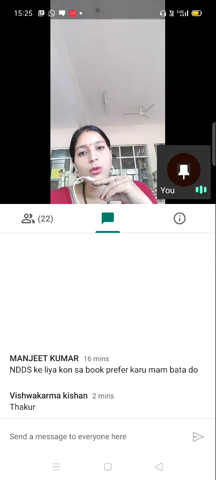 15:25
You
(22)
MANJEET KUMAR 16 mins
NDDS ke liya kon sa book prefer karu mam bata do
Vishwakarma kishan 2 mins
Thakur
Send a message to everyone here